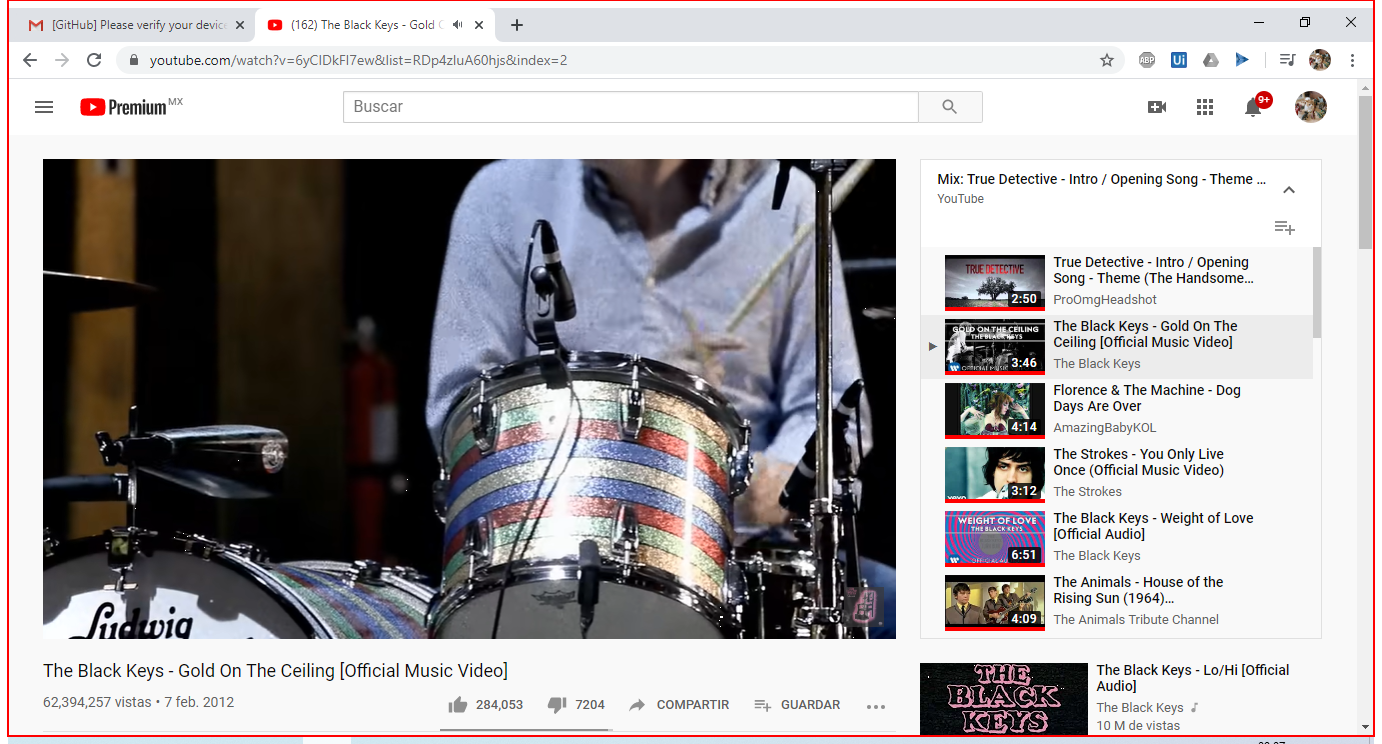 [GitHub] Please verify your device
(162) The Black Keys - Gold
youtube.com/watch?v=6yCIDkFI7ew&list=RDp4zluA60hjs&index=2
ABP
Ui
Premium MX
Buscar
9+
Mix: True Detective - Intro / Opening Song - Theme ...
YouTube
TRUE DETECTIVE
2:50
True Detective - Intro / Opening
Song - Theme (The Handsome...
ProOmgHeadshot
GOLD ON THE CEILING
THE BLACK KEYS
OFFICIAL MUSIC
3:46
The Black Keys - Gold On The
Ceiling [Official Music Video]
The Black Keys
4:14
Florence & The Machine - Dog
Days Are Over
AmazingBabyKOL
vevo
3:12
The Strokes - You Only Live
Once (Official Music Video)
The Strokes
WEIGHT OF LOVE
THE BLACK KEYS
OFFICIAL AU
6:51
The Black Keys - Weight of Love
[Official Audio]
The Black Keys
4:09
The Animals - House of the
Rising Sun (1964)...
The Animals Tribute Channel
Ludwig
REMO
The Black Keys - Gold On The Ceiling [Official Music Video]
62,394,257 vistas • 7 feb. 2012
284,053
7204
COMPARTIR
GUARDAR
THE
BLACK
KEYS
The Black Keys - Lo/Hi [Official
Audio]
The Black Keys
10 M de vistas